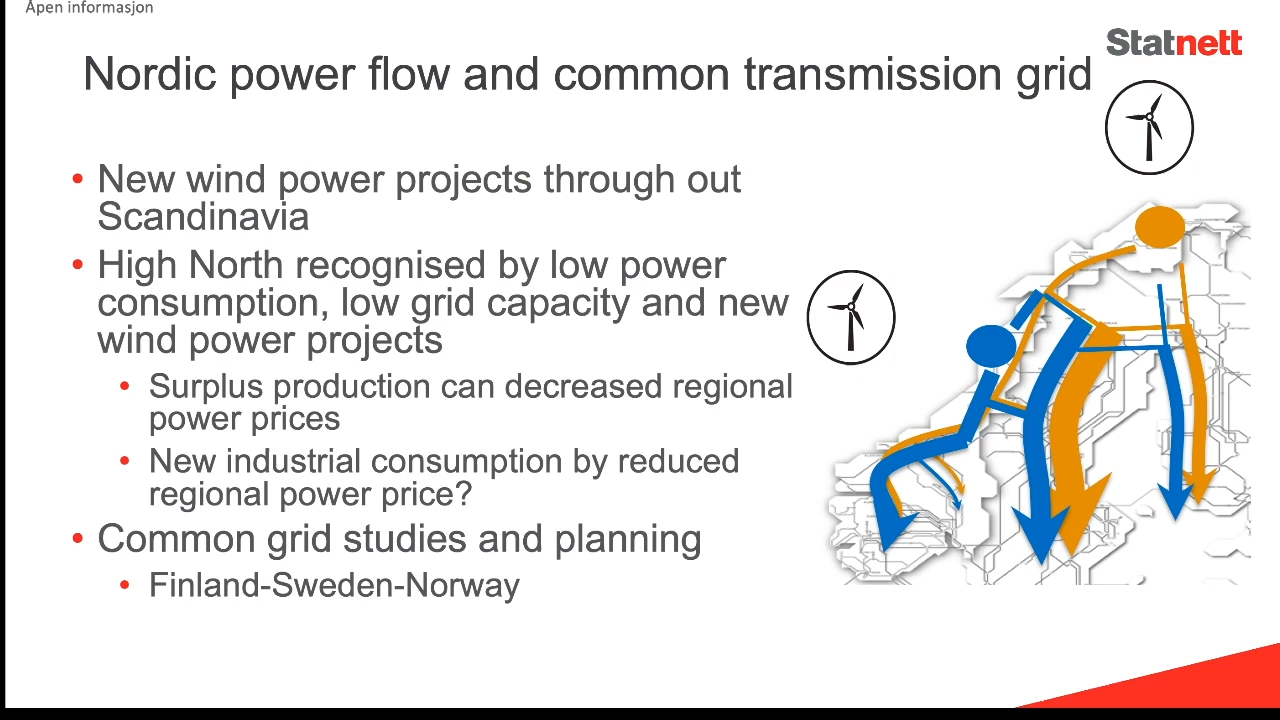 Åpen informasjon
Statnett
Nordic power flow and common transmission grid
• New wind power projects through out
Scandinavia
• High North recognised by low power
consumption, low grid capacity and new
wind power projects
• Surplus production can decreased regional
power prices
• New industrial consumption by reduced
regional power price?
• Common grid studies and planning
• Finland-Sweden-Norway